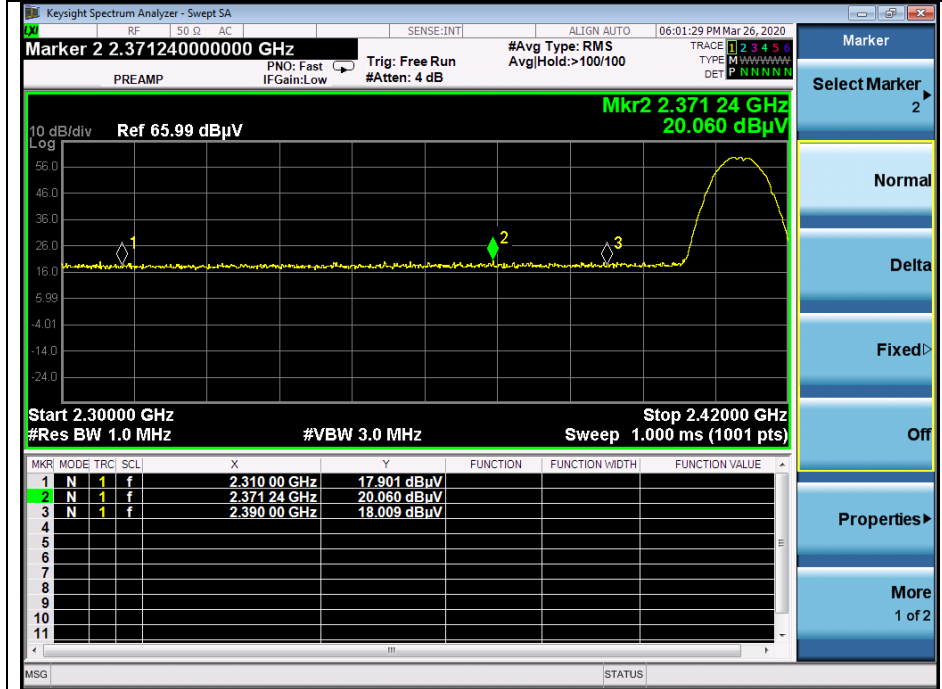 Keysight Spectrum Analyzer - Swept SA
LXI RF 50 Ω AC SENSE:INT ALIGN AUTO 06:01:29 PM Mar 26, 2020
Marker 2 2.371240000000 GHz
PREAMP
PNO: Fast
IFGain:Low
Trig: Free Run
#Atten: 4 dB
#Avg Type: RMS
Avg|Hold:>100/100
TRACE 1 2 3 4 5 6
TYPE M WWWWW
DET P N N N N N
Mkr2 2.371 24 GHz
20.060 dBµV
10 dB/div Ref 65.99 dBµV
Log
56.0
46.0
36.0
26.0
16.0
5.99
-4.01
-14.0
-24.0
1
2
3
Start 2.30000 GHz Stop 2.42000 GHz
#Res BW 1.0 MHz #VBW 3.0 MHz Sweep 1.000 ms (1001 pts)
MKR MODE TRC SCL X Y FUNCTION FUNCTION WIDTH FUNCTION VALUE
1 N 1 f 2.310 00 GHz 17.901 dBµV
2 N 1 f 2.371 24 GHz 20.060 dBµV
3 N 1 f 2.390 00 GHz 18.009 dBµV
4
5
6
7
8
9
10
11
MSG STATUS
Marker
Select Marker
2
Normal
Delta
Fixed
Off
Properties
More
1 of 2